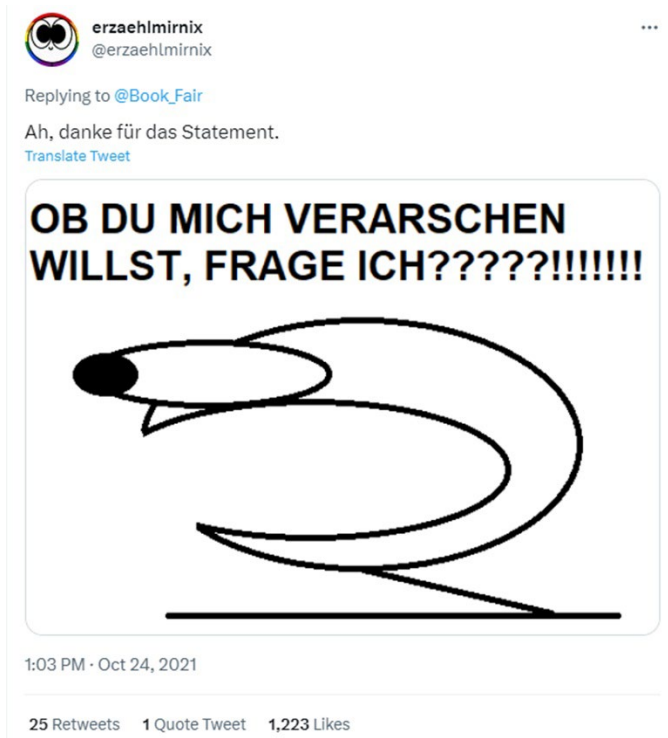 erzaehlmirnix
@erzaehlmirnix
Replying to @Book_Fair
Ah, danke für das Statement.
Translate Tweet
OB DU MICH VERARSCHEN
WILLST, FRAGE ICH?????!!!!!!!
1:03 PM · Oct 24, 2021
25 Retweets 1 Quote Tweet 1,223 Likes